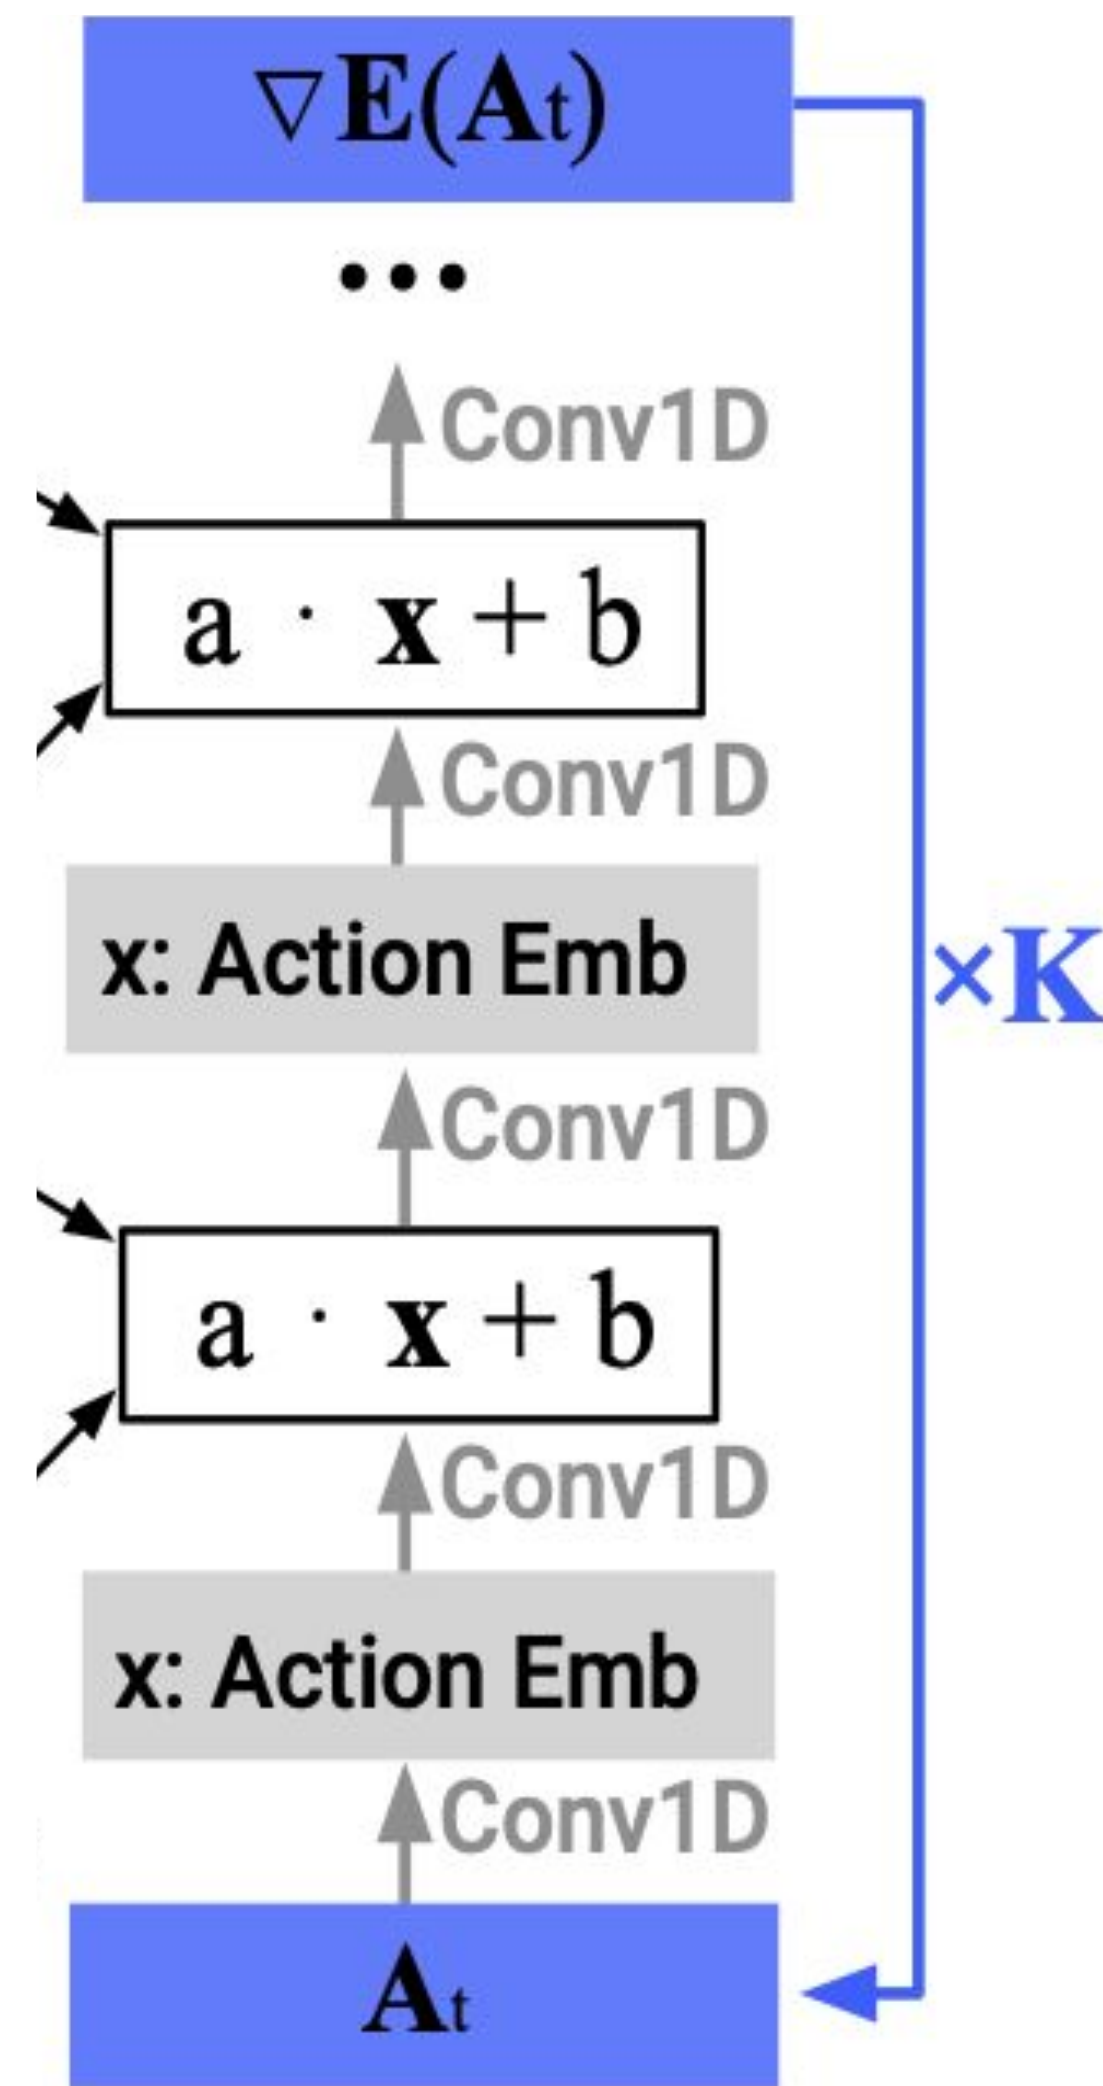 ∇E(At)
•••
Conv1D
a · x + b
Conv1D
x: Action Emb
×K
Conv1D
a · x + b
Conv1D
x: Action Emb
Conv1D
At